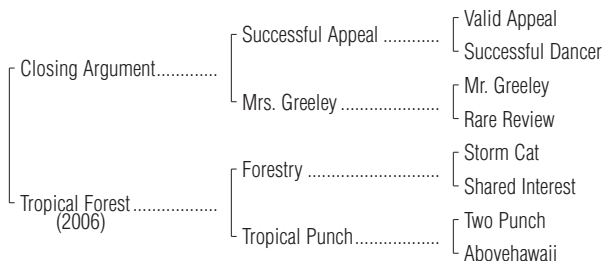 Valid Appeal
Successful Appeal ............
Successful Dancer
Closing Argument.............
Mr. Greeley
Mrs. Greeley .....................
Rare Review
Storm Cat
Forestry ............................
Shared Interest
Tropical Forest ..................
(2006)
Two Punch
Tropical Punch..................
Abovehawaii